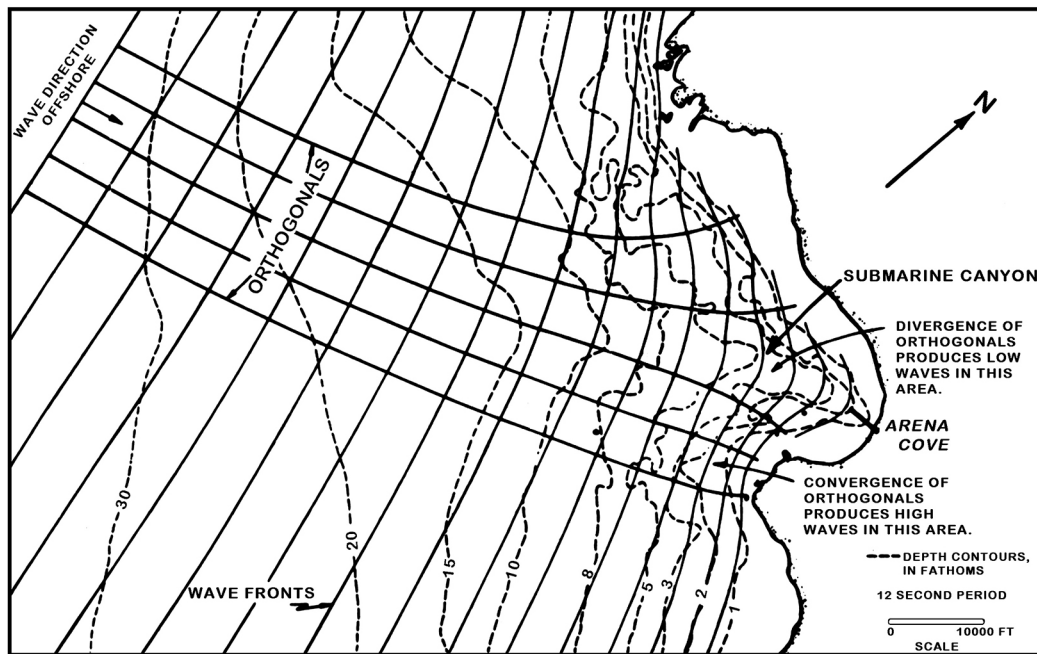 WAVE DIRECTION
OFFSHORE
ORTHOGONALS
N
SUBMARINE CANYON
DIVERGENCE OF
ORTHOGONALS
PRODUCES LOW
WAVES IN THIS
AREA.
ARENA
COVE
CONVERGENCE OF
ORTHOGONALS
PRODUCES HIGH
WAVES IN THIS AREA.
30
20
15
10
8
5
3
2
1
WAVE FRONTS
DEPTH CONTOURS,
IN FATHOMS
12 SECOND PERIOD
0 10000 FT
SCALE